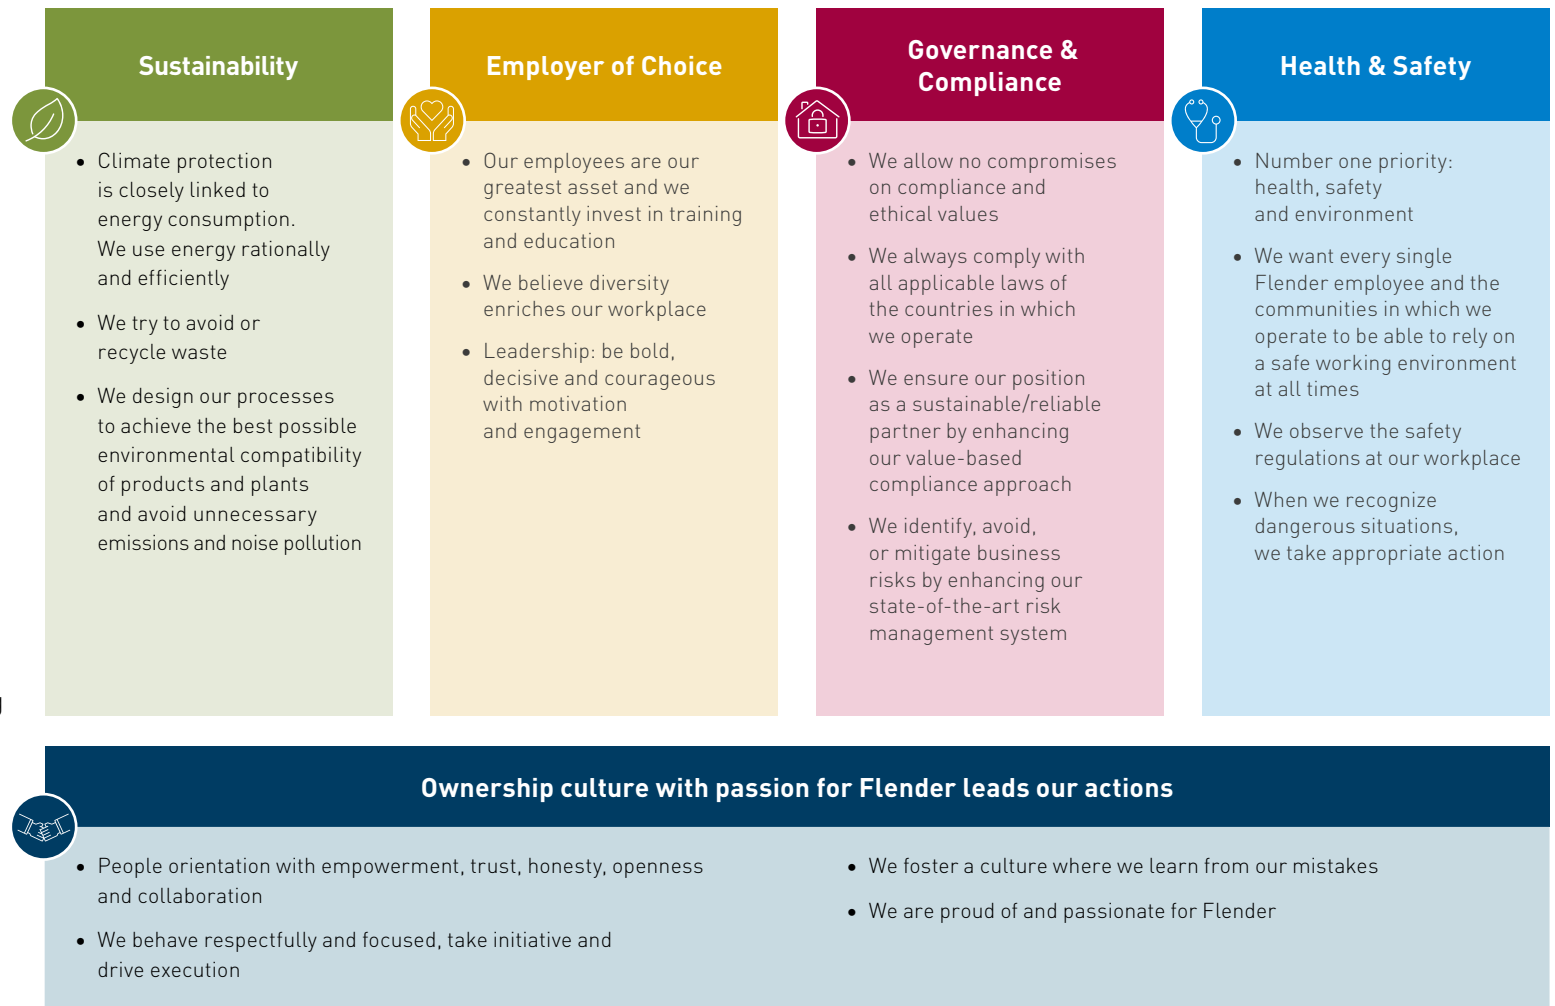 Sustainability
• Climate protection
is closely linked to
energy consumption.
We use energy rationally
and efficiently
• We try to avoid or
recycle waste
• We design our processes
to achieve the best possible
environmental compatibility
of products and plants
and avoid unnecessary
emissions and noise pollution
Employer of Choice
• Our employees are our
greatest asset and we
constantly invest in training
and education
• We believe diversity
enriches our workplace
• Leadership: be bold,
decisive and courageous
with motivation
and engagement
Governance &
Compliance
• We allow no compromises
on compliance and
ethical values
• We always comply with
all applicable laws of
the countries in which
we operate
• We ensure our position
as a sustainable/reliable
partner by enhancing
our value-based
compliance approach
• We identify, avoid,
or mitigate business
risks by enhancing our
state-of-the-art risk
management system
Health & Safety
• Number one priority:
health, safety
and environment
• We want every single
Flender employee and the
communities in which we
operate to be able to rely on
a safe working environment
at all times
• We observe the safety
regulations at our workplace
• When we recognize
dangerous situations,
we take appropriate action
Ownership culture with passion for Flender leads our actions
• People orientation with empowerment, trust, honesty, openness
and collaboration
• We behave respectfully and focused, take initiative and
drive execution
• We foster a culture where we learn from our mistakes
• We are proud of and passionate for Flender